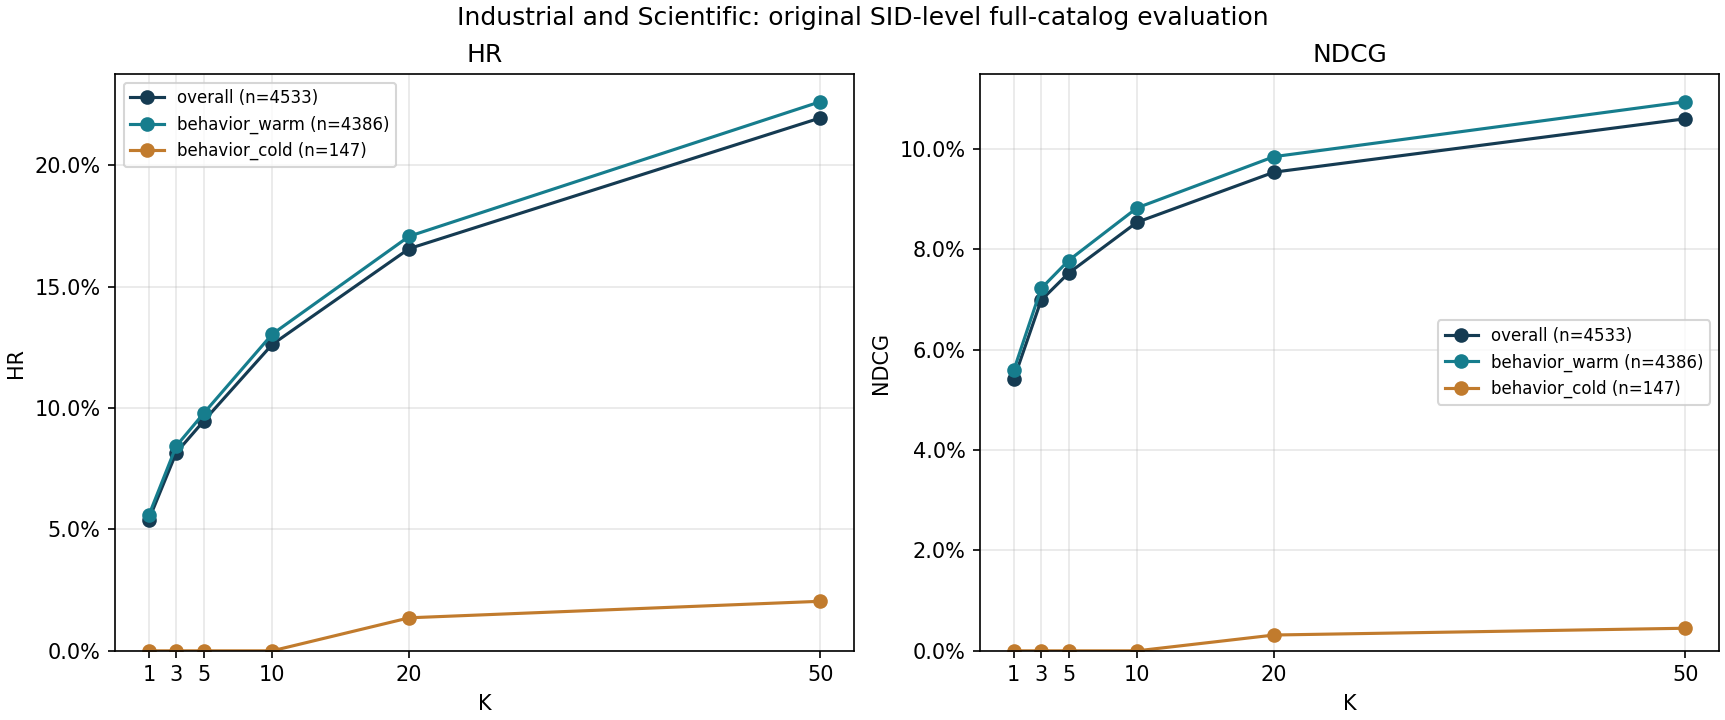 Industrial and Scientific: original SID-level full-catalog evaluation
HR
overall (n=4533)
behavior_warm (n=4386)
behavior_cold (n=147)
20.0%
15.0%
10.0%
5.0%
0.0%
HR
1 3 5 10 20 50
K
NDCG
10.0%
8.0%
6.0%
4.0%
2.0%
0.0%
NDCG
overall (n=4533)
behavior_warm (n=4386)
behavior_cold (n=147)
1 3 5 10 20 50
K